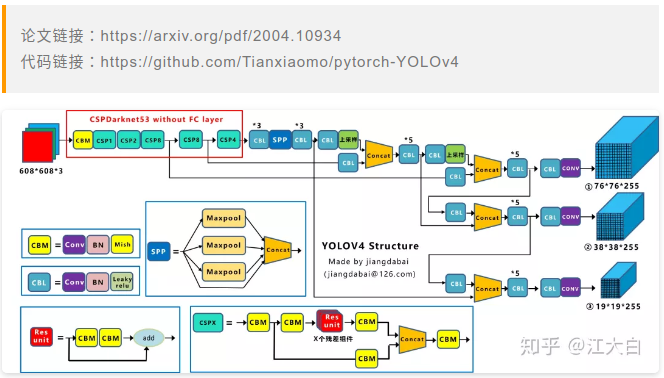 论文链接：https://arxiv.org/pdf/2004.10934
代码链接：https://github.com/Tianxiaomo/pytorch-YOLOv4
CSPDarknet53 without FC layer
*3 *3
CBM CSP1 CSP2 CSP8 CSP8 CSP4 CBL SPP CBL CBL 上采样
*5 *5
CBL Concat CBL CBL 上采样
CBL Concat CBL CBL CONV
608*608*3
①76*76*255
*5
CBL Concat CBL CBL CONV
②38*38*255
*5
CBL Concat CBL CBL CONV
③19*19*255
CBM = Conv BN Mish
CBL = Conv BN Leaky relu
SPP = Maxpool Maxpool Maxpool Concat
YOLOV4 Structure
Made by jiangdabai
(jiangdabai@126.com)
Res unit = CBM CBM add
CSPX = CBM CBM Res unit CBM Concat CBM
X个残差组件
CBM
知乎 @江大白